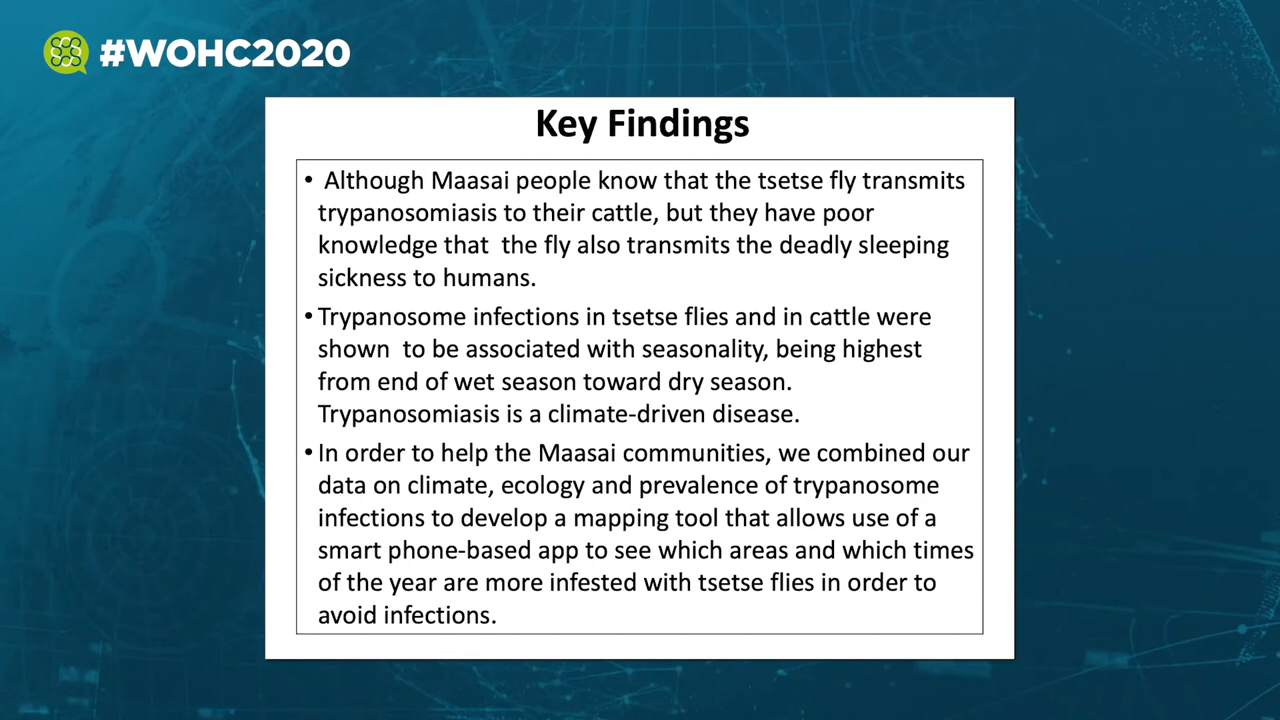 #WOHC2020
Key Findings
• Although Maasai people know that the tsetse fly transmits
trypanosomiasis to their cattle, but they have poor
knowledge that the fly also transmits the deadly sleeping
sickness to humans.
• Trypanosome infections in tsetse flies and in cattle were
shown to be associated with seasonality, being highest
from end of wet season toward dry season.
Trypanosomiasis is a climate-driven disease.
• In order to help the Maasai communities, we combined our
data on climate, ecology and prevalence of trypanosome
infections to develop a mapping tool that allows use of a
smart phone-based app to see which areas and which times
of the year are more infested with tsetse flies in order to
avoid infections.